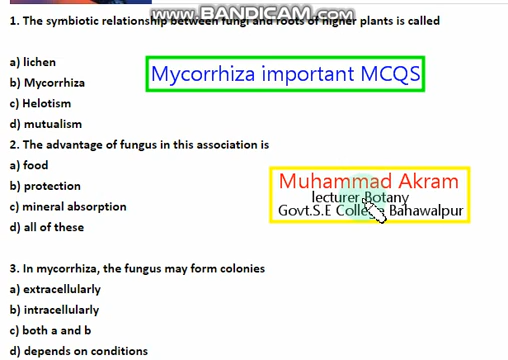 www.BANDICAM.com
1. The symbiotic relationship between fungi and roots of higher plants is called
a) lichen
b) Mycorrhiza
Mycorrhiza important MCQS
c) Helotism
d) mutualism
2. The advantage of fungus in this association is
a) food
b) protection
c) mineral absorption
d) all of these
Muhammad Akram
lecturer Botany
Govt.S.E College Bahawalpur
3. In mycorrhiza, the fungus may form colonies
a) extracellularly
b) intracellularly
c) both a and b
d) depends on conditions